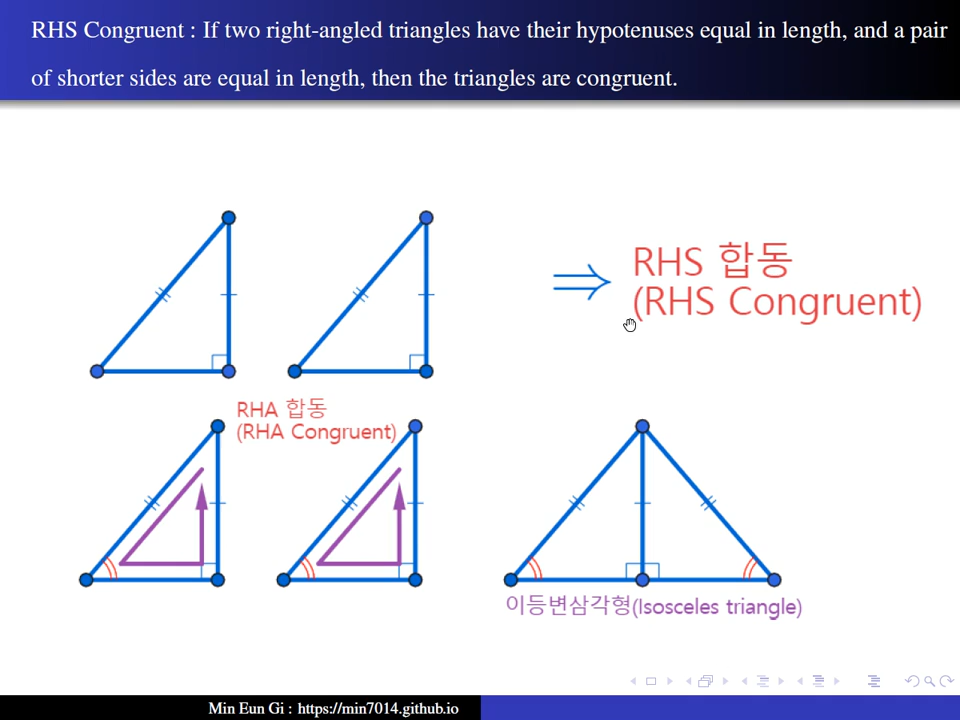 RHS Congruent : If two right-angled triangles have their hypotenuses equal in length, and a pair
of shorter sides are equal in length, then the triangles are congruent.
⇒ RHS 합동
(RHS Congruent)
RHA 합동
(RHA Congruent)
이등변삼각형(Isosceles triangle)
Min Eun Gi : https://min7014.github.io